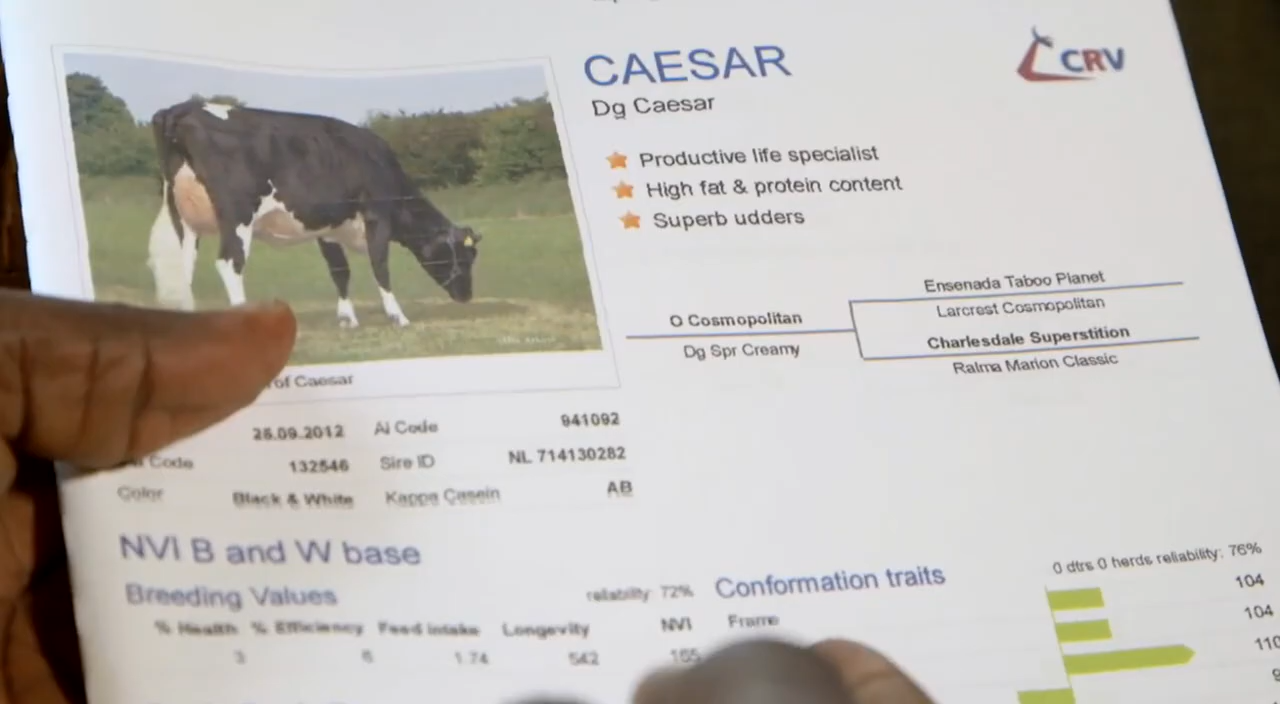 CAESAR
CRV
Dg Caesar
Productive life specialist
High fat & protein content
Superb udders
Ensenada Taboo Planet
O Cosmopolitan
Larcrest Cosmopolitan
Dg Spr Creamy
Charlesdale Superstition
Ralma Marion Classic
of Caesar
26.09.2012 AI Code 941092
Code 132546 Sire ID NL 714130282
Color Black & White Kappa Casein AB
NVI B and W base
Breeding Values reliability: 72%
Conformation traits 0 dtrs 0 herds reliability: 76%
% Health % Efficiency Feed intake Longevity NVI
3 6 1.74 542 165
Frame 104
104
110